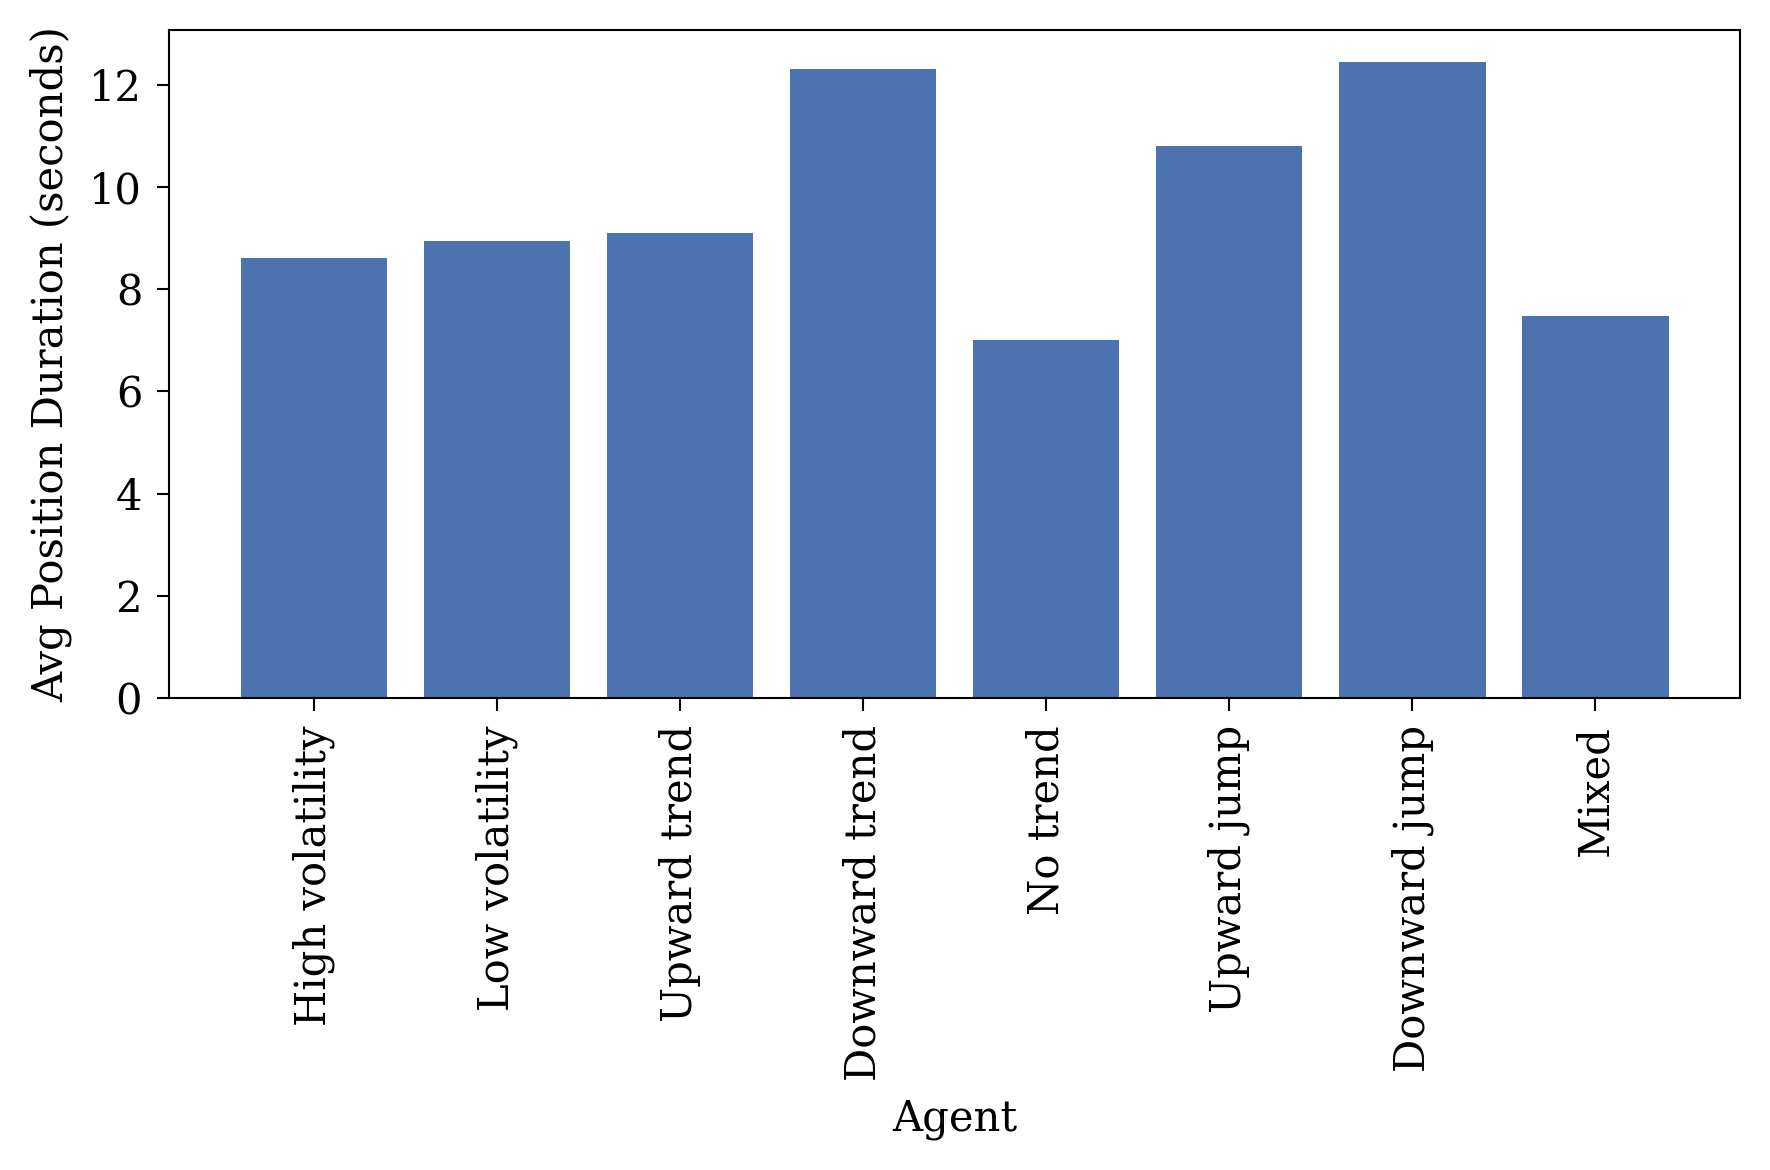 Avg Position Duration (seconds)
12
10
8
6
4
2
0
High volatility
Low volatility
Upward trend
Downward trend
No trend
Upward jump
Downward jump
Mixed
Agent